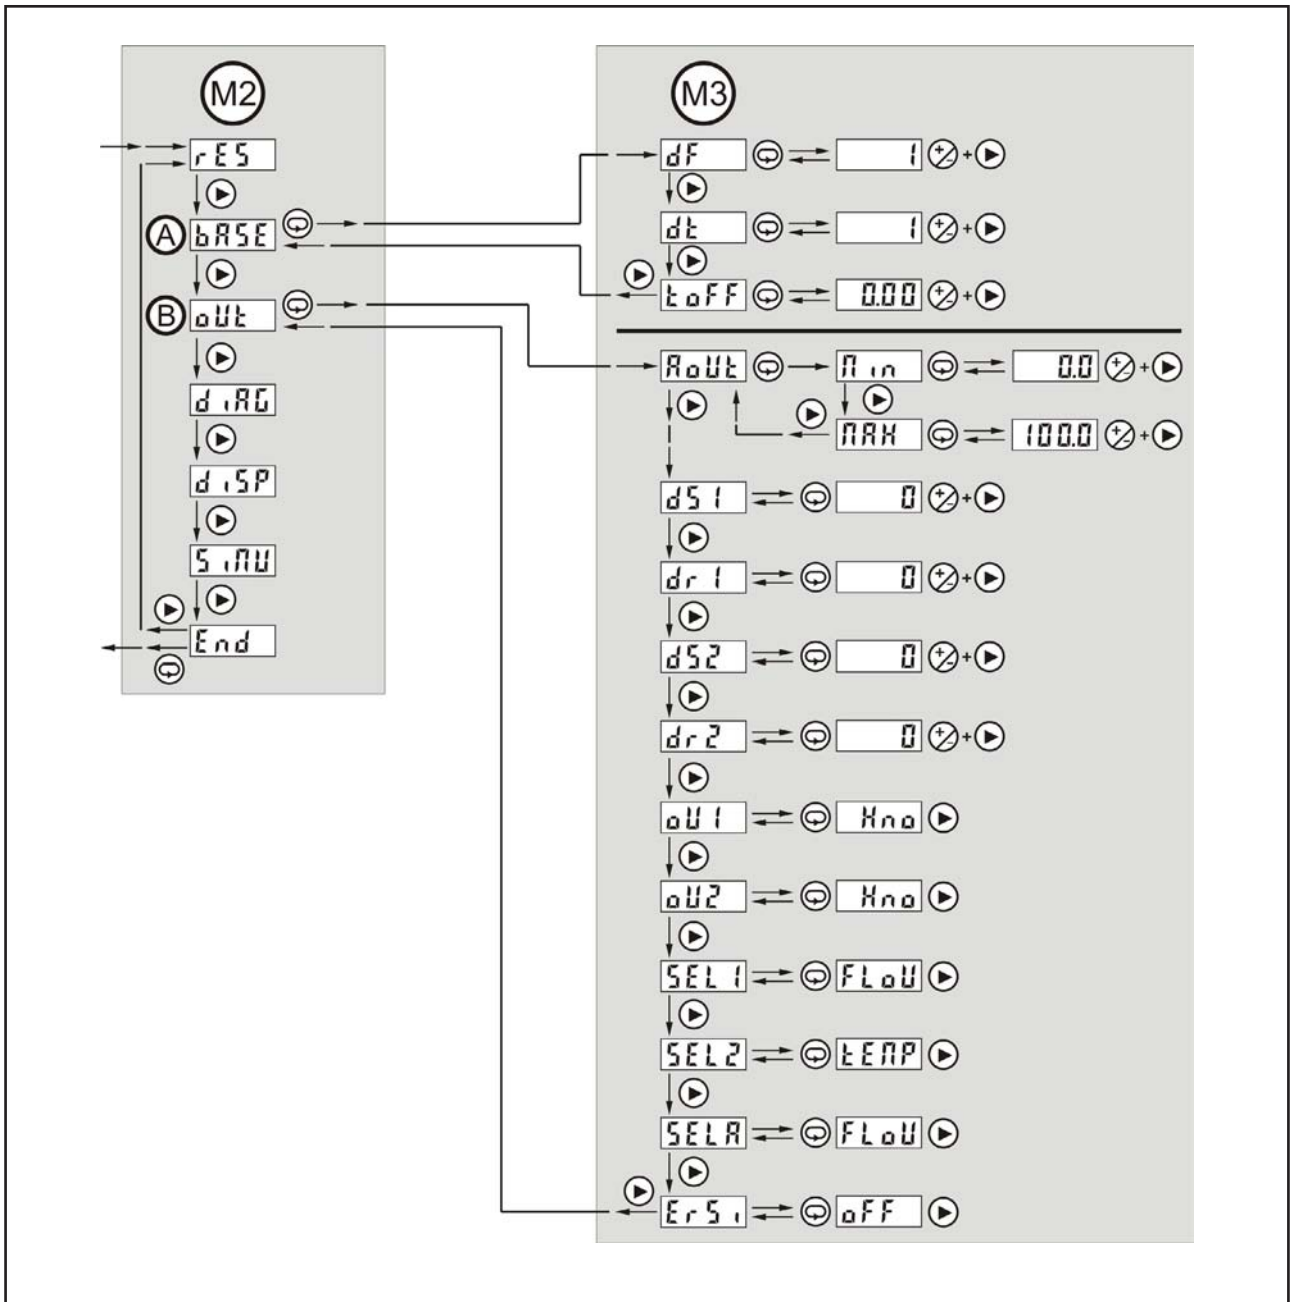 M2
rES
A bASE
B oUt
diAG
diSP
SiMU
End
M3
dF 1 +/- +
dt 1 +/- +
toFF 0.00 +/- +
AoUt Min 0.0 +/- +
MAX 100.0 +/- +
dS1 0 +/- +
dr1 0 +/- +
dS2 0 +/- +
dr2 0 +/- +
oU1 Hno
oU2 Hno
SEL1 FLoU
SEL2 tEMP
SELA FLoU
ErSi oFF